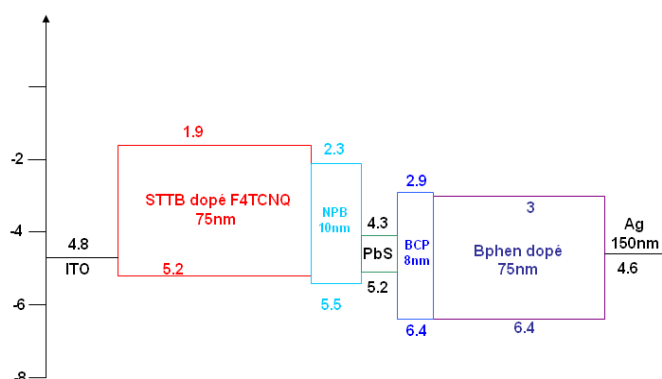 1.9
2.3
-2
2.9
STTB dopé F4TCNQ
75nm
NPB
10nm
3
4.3
Ag
150nm
-4
4.8
ITO
PbS
BCP
8nm
Bphen dopé
75nm
5.2
4.6
5.2
5.5
-6
6.4
6.4
-8